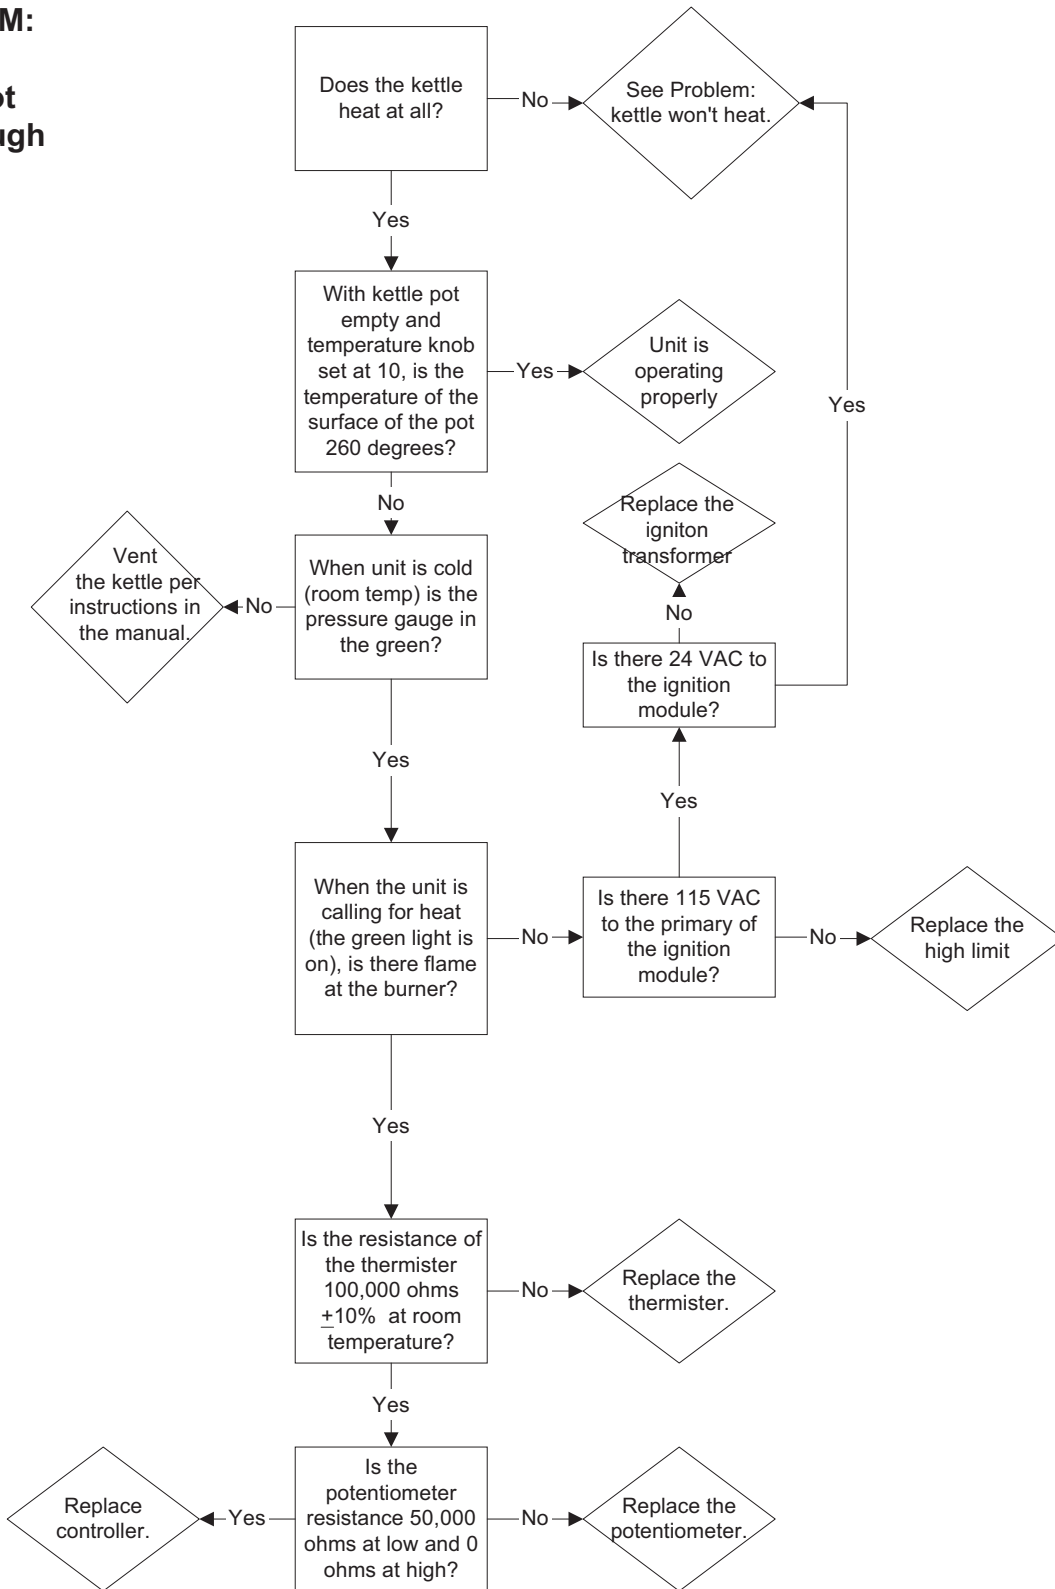 M:
ot
ugh
Does the kettle
heat at all?
No
See Problem:
kettle won't heat.
Yes
With kettle pot
empty and
temperature knob
set at 10, is the
temperature of the
surface of the pot
260 degrees?
Yes
Unit is
operating
properly
Yes
No
Replace the
igniton
transformer
Vent
the kettle per
instructions in
the manual.
No
When unit is cold
(room temp) is the
pressure gauge in
the green?
No
Is there 24 VAC to
the ignition
module?
Yes
Yes
When the unit is
calling for heat
(the green light is
on), is there flame
at the burner?
No
Is there 115 VAC
to the primary of
the ignition
module?
No
Replace the
high limit
Yes
Is the resistance of
the thermister
100,000 ohms
±10% at room
temperature?
No
Replace the
thermister.
Yes
Replace
controller.
Yes
Is the
potentiometer
resistance 50,000
ohms at low and 0
ohms at high?
No
Replace the
potentiometer.